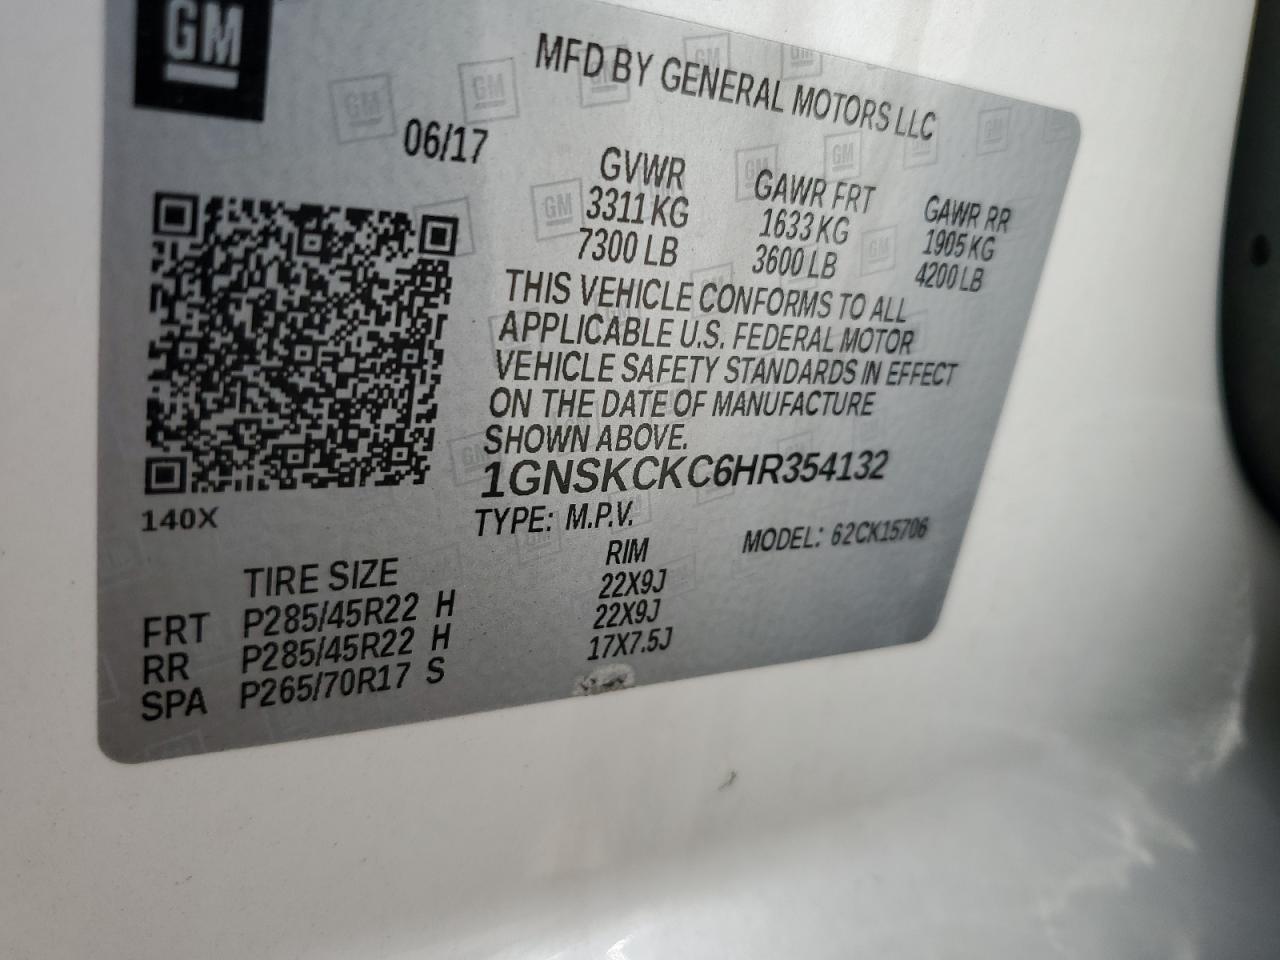 GM
MFD BY GENERAL MOTORS LLC
06/17
GVWR GAWR FRT GAWR RR
3311 KG 1633 KG 1905 KG
7300 LB 3600 LB 4200 LB
THIS VEHICLE CONFORMS TO ALL
APPLICABLE U.S. FEDERAL MOTOR
VEHICLE SAFETY STANDARDS IN EFFECT
ON THE DATE OF MANUFACTURE
SHOWN ABOVE.
1GNSKCKC6HR354132
140X
TYPE: M.P.V. MODEL: 62CK15706
TIRE SIZE RIM
FRT P285/45R22 H 22X9J
RR P285/45R22 H 22X9J
SPA P265/70R17 S 17X7.5J